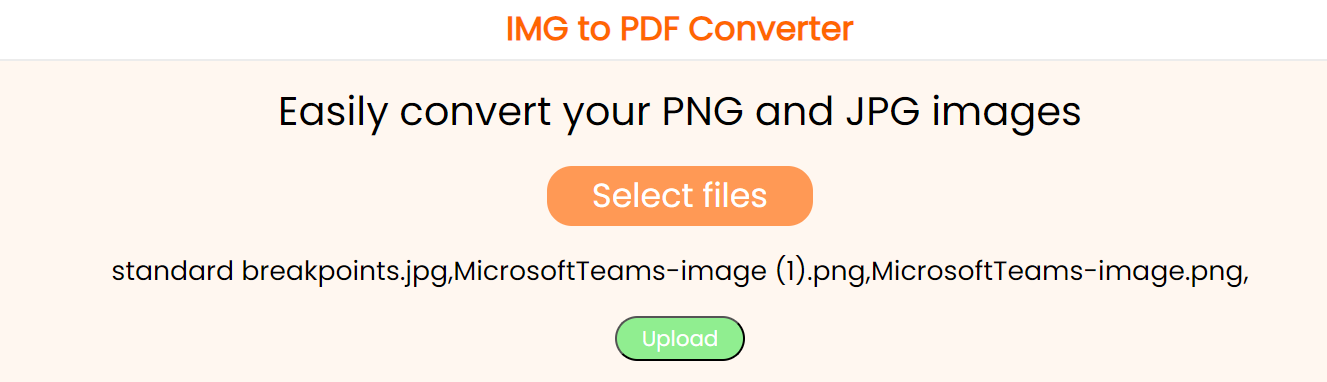 IMG to PDF Converter
Easily convert your PNG and JPG images
Select files
standard breakpoints.jpg,MicrosoftTeams-image (1).png,MicrosoftTeams-image.png,
Upload